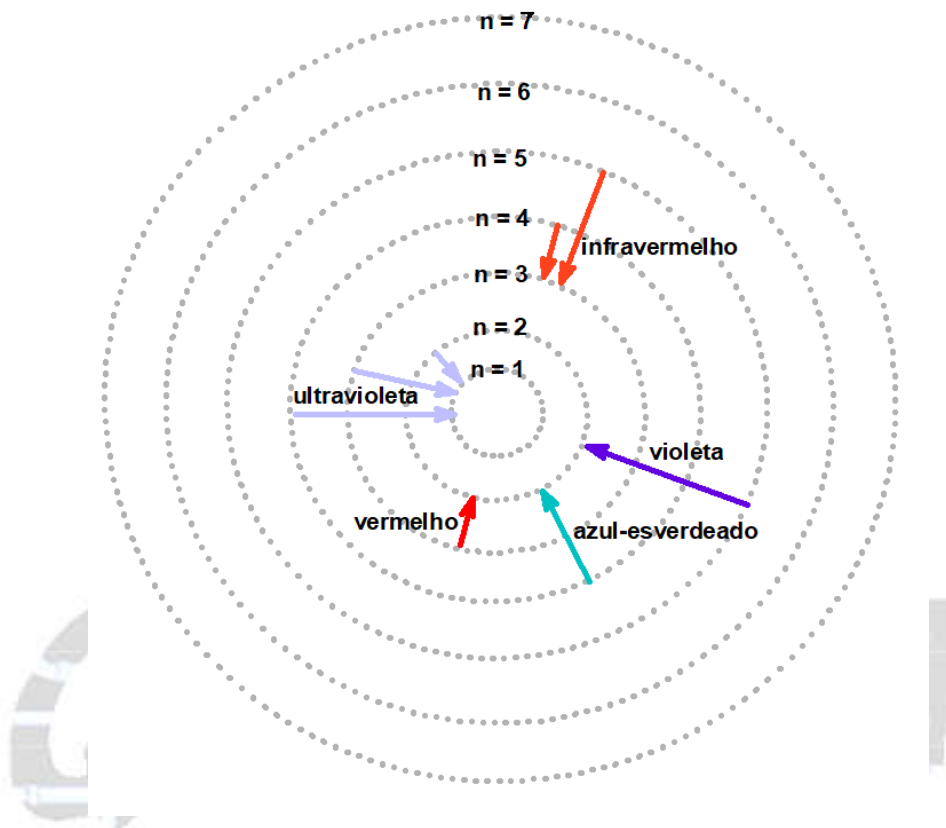 n = 7
n = 6
n = 5
n = 4
infravermelho
n = 3
n = 2
n = 1
ultravioleta
violeta
vermelho
azul-esverdeado